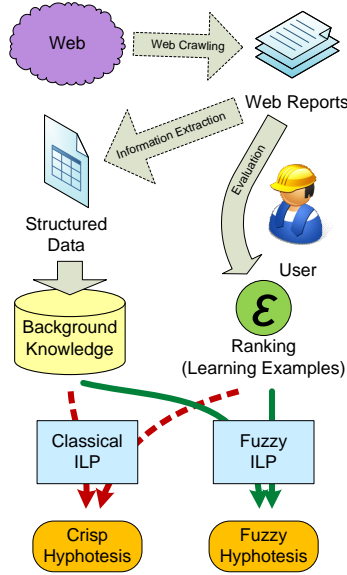 Web
Web Crawling
Web Reports
Information Extraction
Evaluation
Structured
Data
User
Background
Knowledge
ε
Ranking
(Learning Examples)
Classical
ILP
Fuzzy
ILP
Crisp
Hyphotesis
Fuzzy
Hyphotesis